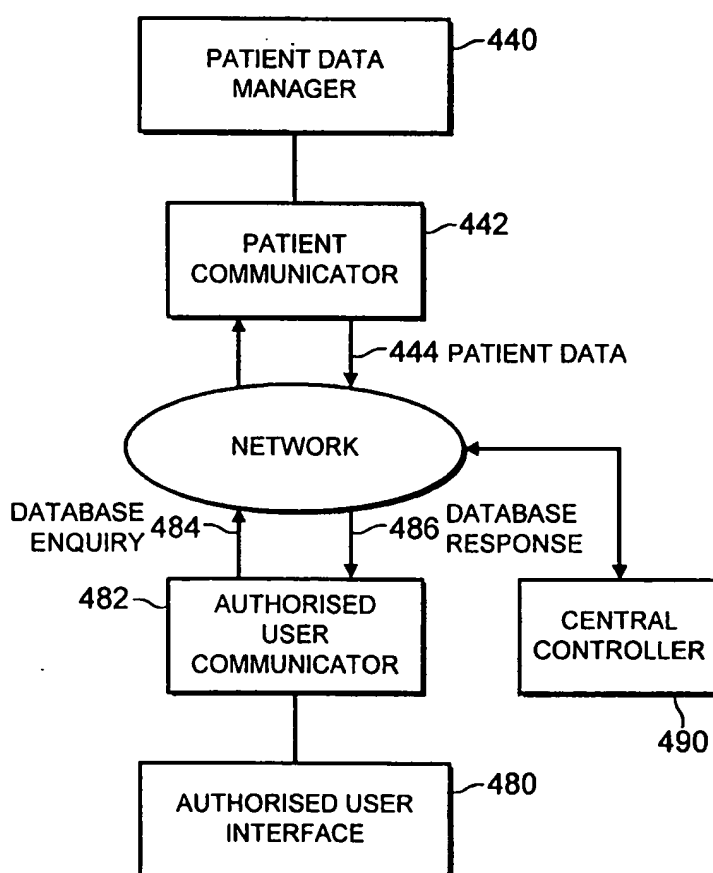 PATIENT DATA
MANAGER
440
PATIENT
COMMUNICATOR
442
444 PATIENT DATA
NETWORK
DATABASE
ENQUIRY
484
486
DATABASE
RESPONSE
482
AUTHORISED
USER
COMMUNICATOR
CENTRAL
CONTROLLER
490
480
AUTHORISED USER
INTERFACE